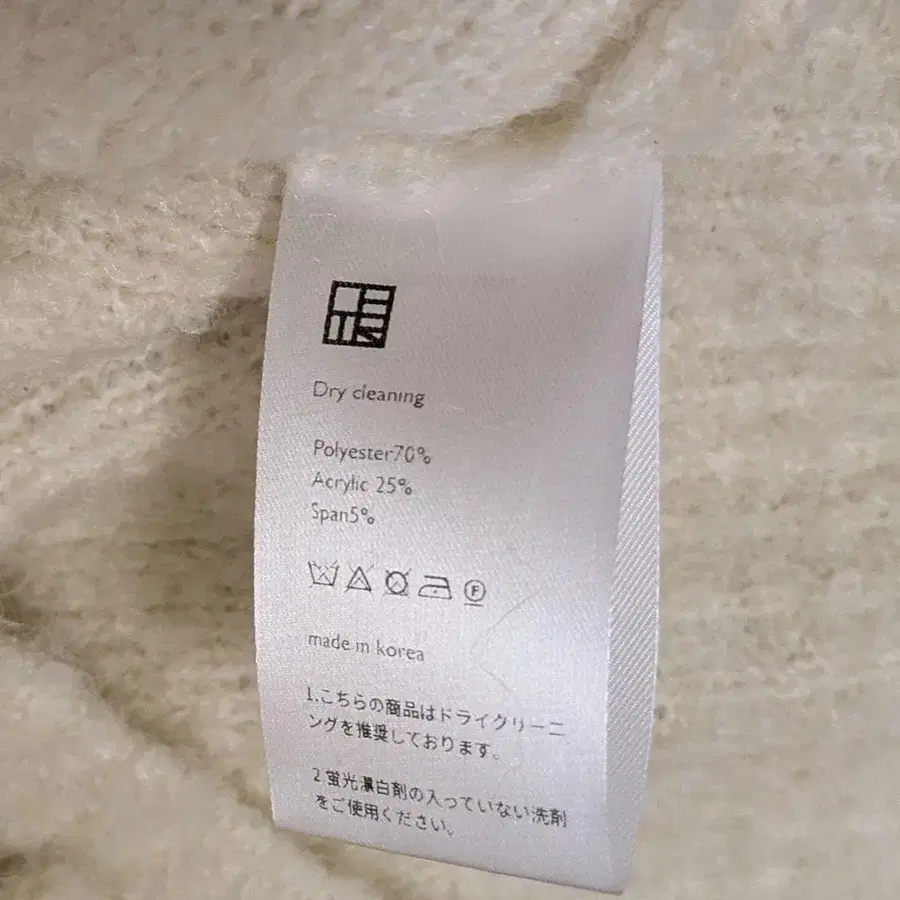 Dry cleaning
Polyester70%
Acrylic 25%
Span5%
F
made in korea
1.こちらの商品はドライクリーニ
ングを推奨しております。
2.蛍光漂白剤の入っていない洗剤
をご使用ください。